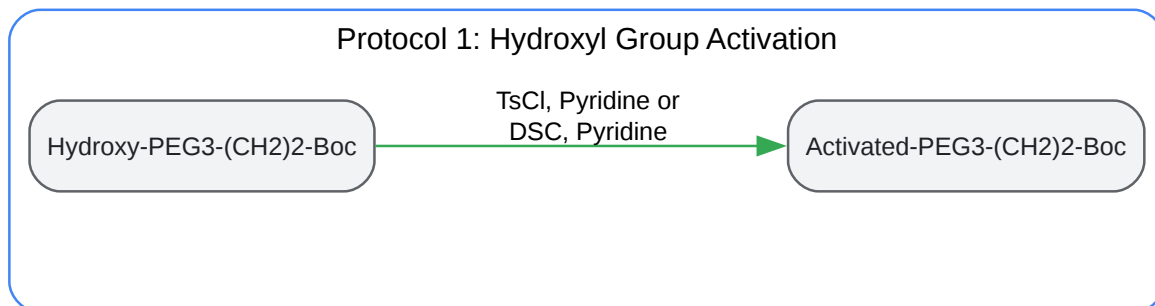 Protocol 1: Hydroxyl Group Activation
TsCl, Pyridine or
DSC, Pyridine
Hydroxy-PEG3-(CH2)2-Boc
Activated-PEG3-(CH2)2-Boc